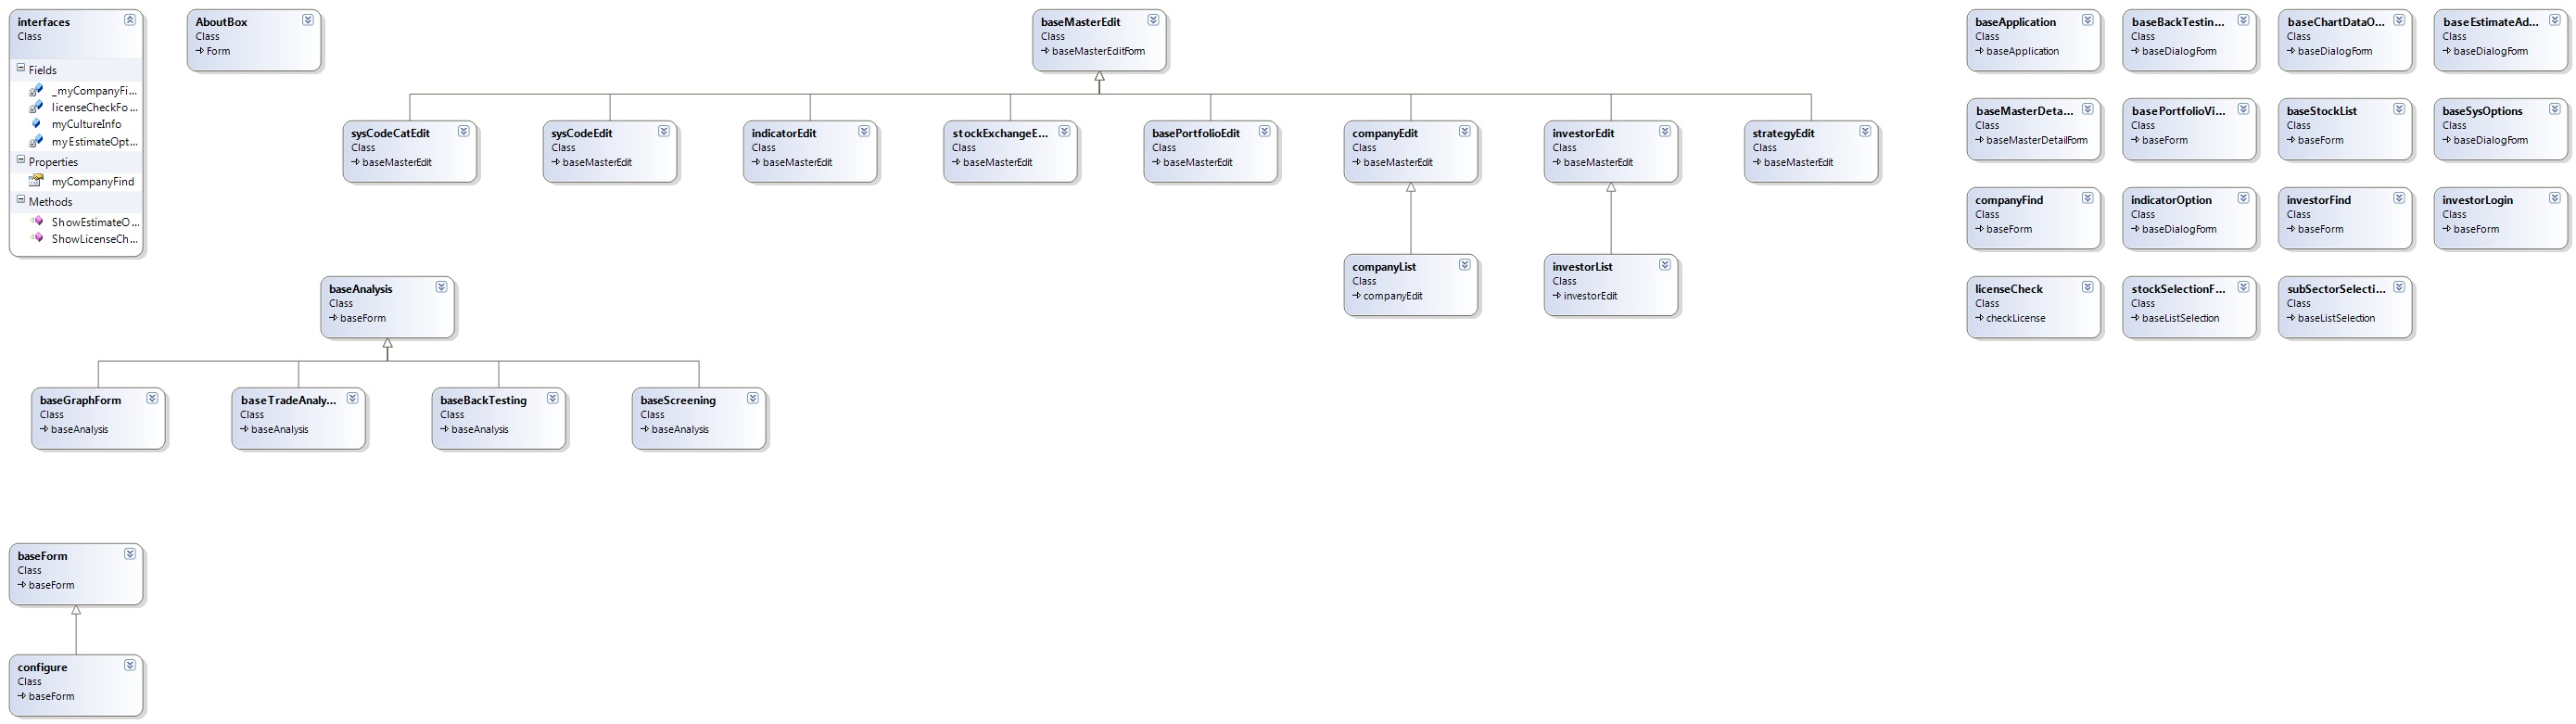 interfaces
Class
Fields
_myCompanyFi...
licenseCheckFo...
myCultureInfo
myEstimateOpt...
Properties
myCompanyFind
Methods
ShowEstimateO...
ShowLicenseCh...
AboutBox
Class
Form
baseMasterEdit
Class
baseMasterEditForm
sysCodeCatEdit
Class
baseMasterEdit
sysCodeEdit
Class
baseMasterEdit
indicatorEdit
Class
baseMasterEdit
stockExchangeE...
Class
baseMasterEdit
basePortfolioEdit
Class
baseMasterEdit
companyEdit
Class
baseMasterEdit
investorEdit
Class
baseMasterEdit
strategyEdit
Class
baseMasterEdit
companyList
Class
companyEdit
investorList
Class
investorEdit
baseAnalysis
Class
baseForm
baseGraphForm
Class
baseAnalysis
baseTradeAnaly...
Class
baseAnalysis
baseBackTesting
Class
baseAnalysis
baseScreening
Class
baseAnalysis
baseForm
Class
baseForm
configure
Class
baseForm
baseApplication
Class
baseApplication
baseBackTestin...
Class
baseDialogForm
baseChartDataO...
Class
baseDialogForm
baseEstimateAd...
Class
baseDialogForm
baseMasterDeta...
Class
baseMasterDetailForm
basePortfolioVi...
Class
baseForm
baseStockList
Class
baseForm
baseSysOptions
Class
baseDialogForm
companyFind
Class
baseForm
indicatorOption
Class
baseDialogForm
investorFind
Class
baseForm
investorLogin
Class
baseForm
licenseCheck
Class
checkLicense
stockSelectionF...
Class
baseListSelection
subSectorSelecti...
Class
baseListSelection